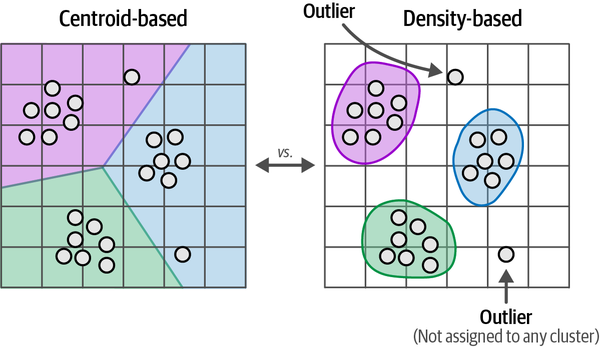 Centroid-based
Outlier
Density-based
vs.
Outlier
(Not assigned to any cluster)